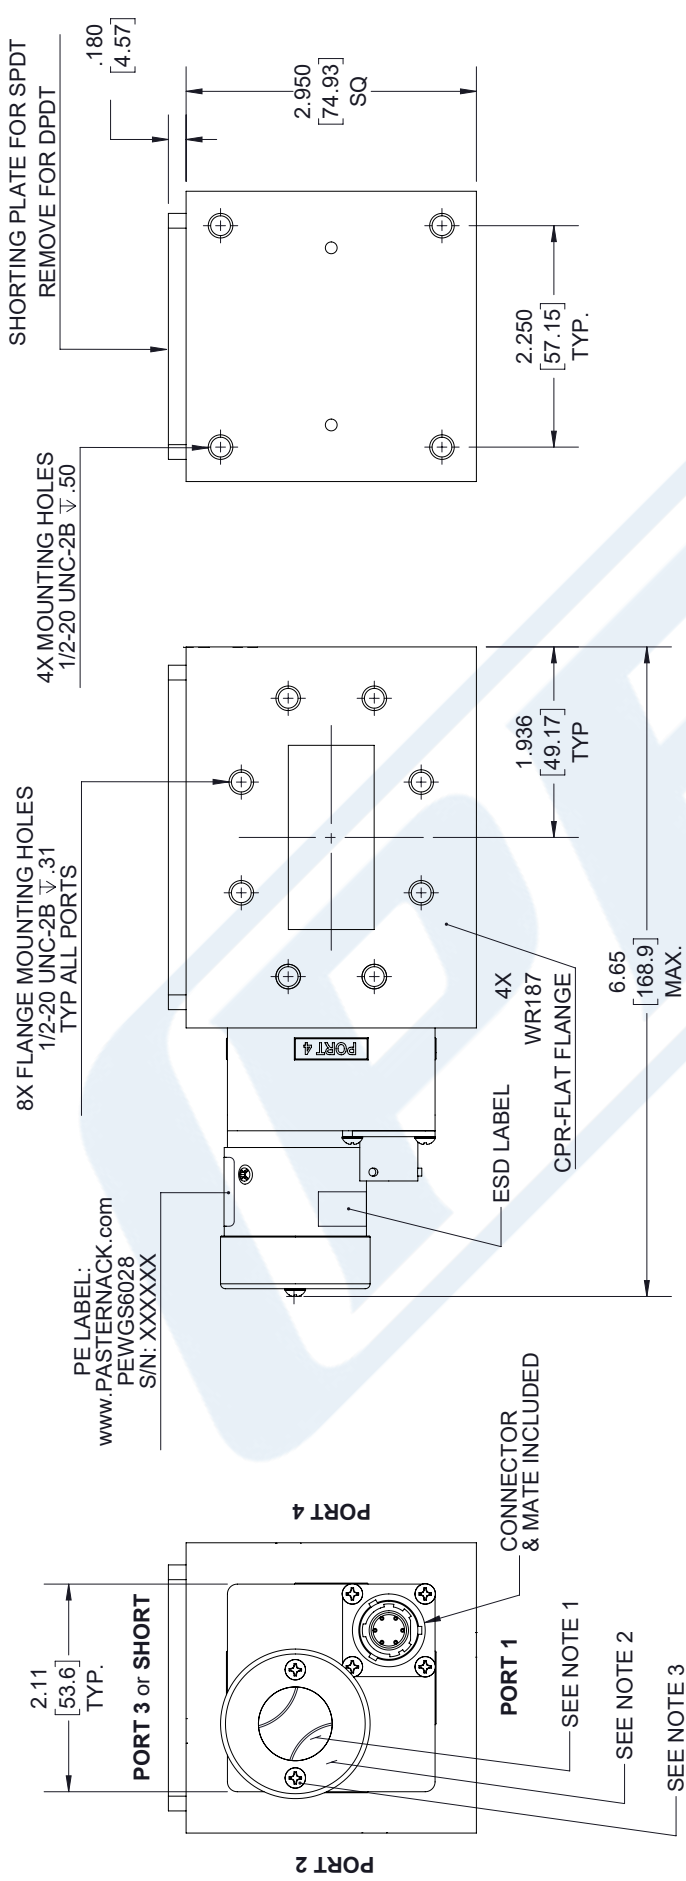 2.11
[53.6]
TYP.
PORT 3 or SHORT
PORT 2
PORT 4
PORT 1
CONNECTOR
& MATE INCLUDED
SEE NOTE 1
SEE NOTE 2
SEE NOTE 3
PE LABEL:
www.PASTERNACK.com
PEWGS6028
S/N: XXXXXX
8X FLANGE MOUNTING HOLES
1/2-20 UNC-2B ↧.31
TYP ALL PORTS
PORT 4
ESD LABEL
4X
WR187
CPR-FLAT FLANGE
1.936
[49.17]
TYP
6.65
[168.9]
MAX.
4X MOUNTING HOLES
1/2-20 UNC-2B ↧.50
SHORTING PLATE FOR SPDT
REMOVE FOR DPDT
.180
[4.57]
2.950
[74.93]
SQ
2.250
[57.15]
TYP.